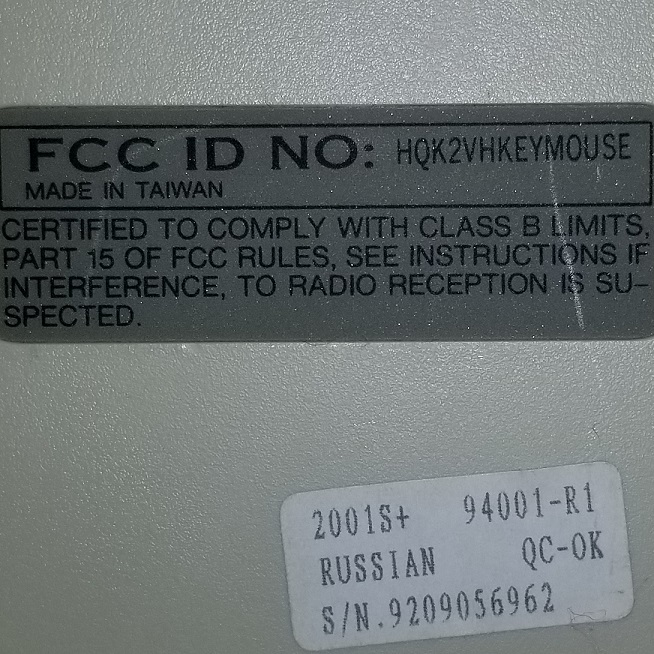 FCC ID NO: HQK2VHKEYMOUSE
MADE IN TAIWAN
CERTIFIED TO COMPLY WITH CLASS B LIMITS,
PART 15 OF FCC RULES, SEE INSTRUCTIONS IF
INTERFERENCE, TO RADIO RECEPTION IS SU-
SPECTED.
2001S+ 94001-R1
RUSSIAN QC-OK
S/N.9209056962